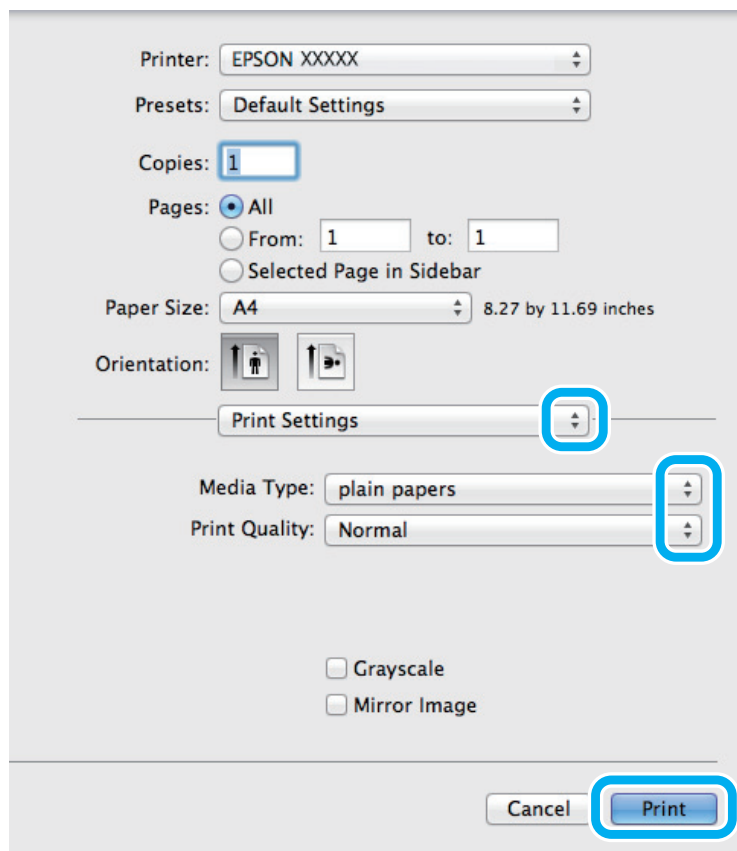 Printer: EPSON XXXXX
Presets: Default Settings
Copies: 1
Pages: All
From: 1 to: 1
Selected Page in Sidebar
Paper Size: A4 8.27 by 11.69 inches
Orientation:
Print Settings
Media Type: plain papers
Print Quality: Normal
Grayscale
Mirror Image
Cancel Print